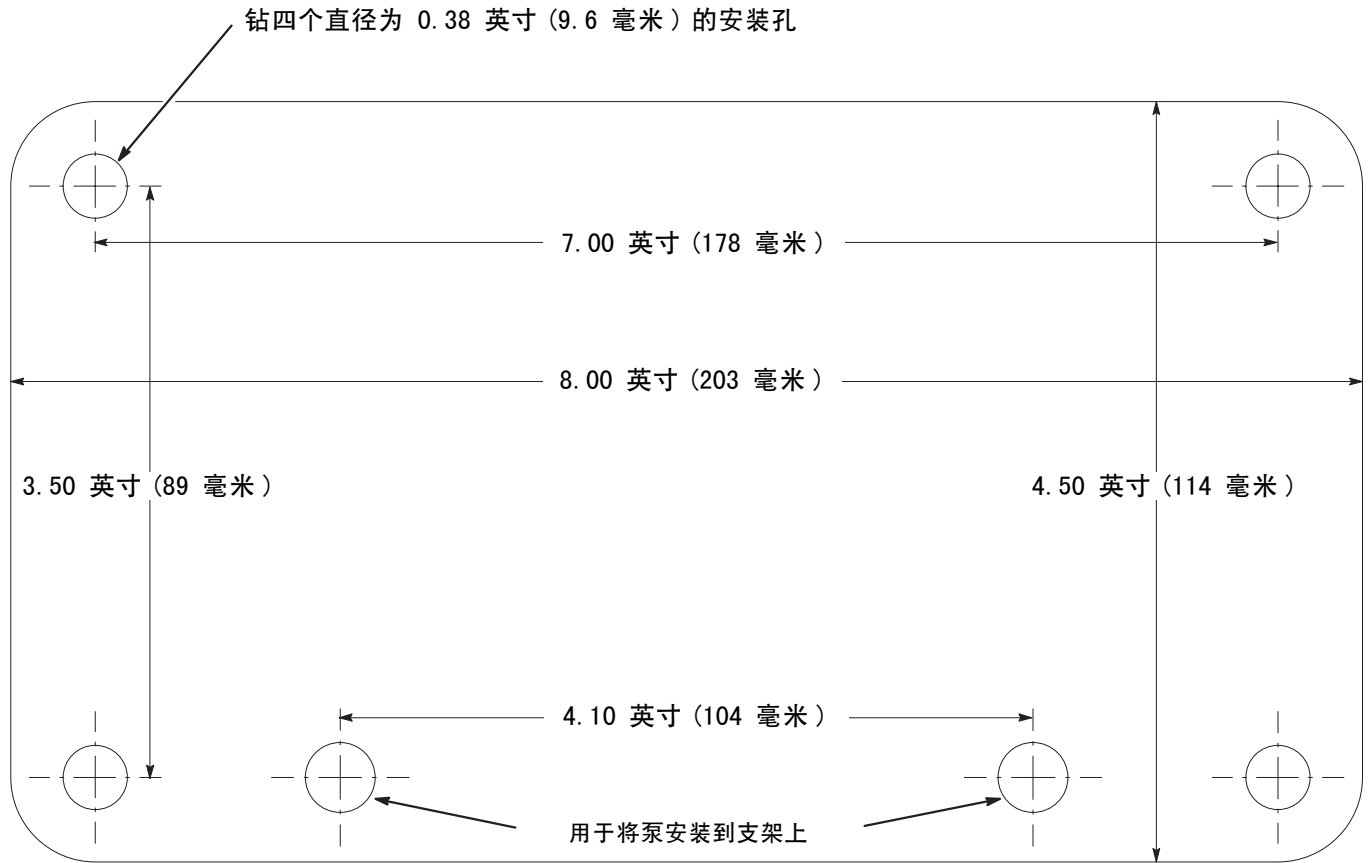 钻四个直径为 0.38 英寸 (9.6 毫米) 的安装孔
7.00 英寸 (178 毫米)
8.00 英寸 (203 毫米)
3.50 英寸 (89 毫米)
4.50 英寸 (114 毫米)
4.10 英寸 (104 毫米)
用于将泵安装到支架上